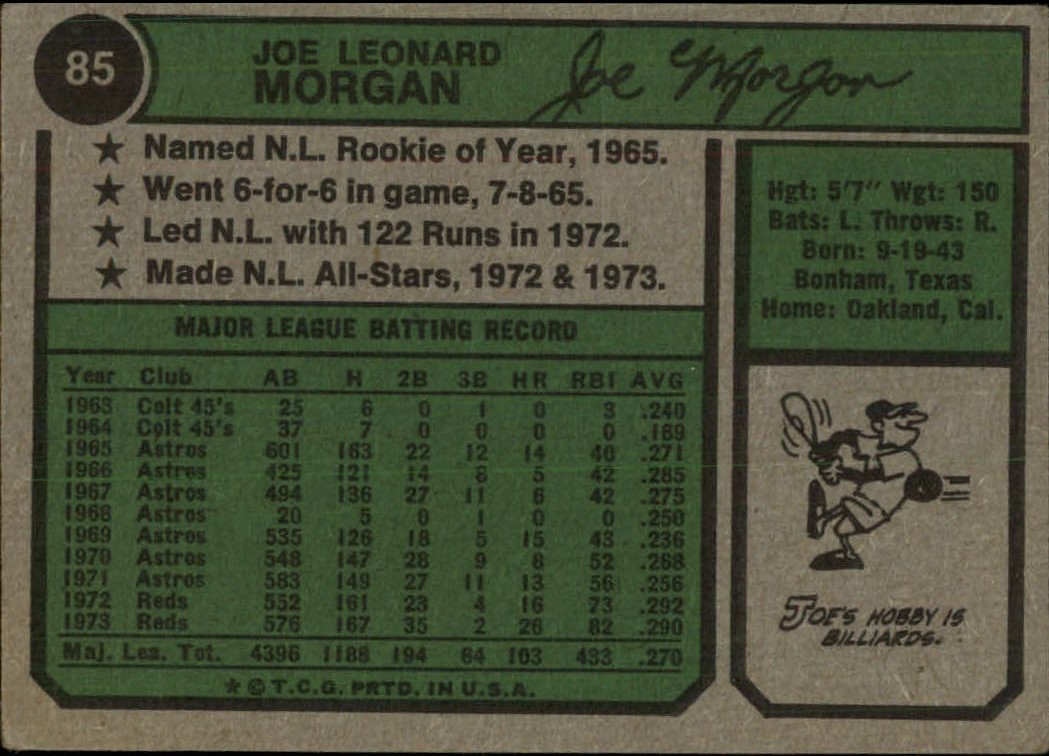 85
JOE LEONARD
MORGAN
Joe Morgan
★ Named N.L. Rookie of Year, 1965.
★ Went 6-for-6 in game, 7-8-65.
★ Led N.L. with 122 Runs in 1972.
★ Made N.L. All-Stars, 1972 & 1973.
MAJOR LEAGUE BATTING RECORD
Year Club AB H 2B 3B HR RBI AVG
1963 Colt 45's 25 6 0 1 0 3 .240
1964 Colt 45's 37 7 0 0 0 0 .189
1965 Astros 601 163 22 12 14 40 .271
1966 Astros 425 121 14 8 5 42 .285
1967 Astros 494 136 27 11 6 42 .275
1968 Astros 20 5 0 1 0 0 .250
1969 Astros 535 126 18 5 15 43 .236
1970 Astros 548 147 28 9 8 52 .268
1971 Astros 583 149 27 11 13 56 .256
1972 Reds 552 161 23 4 16 73 .292
1973 Reds 576 167 35 2 26 82 .290
Maj. Lea. Tot. 4396 1188 194 64 103 433 .270
★ © T.C.G. PRTD. IN U.S.A.
Hgt: 5'7" Wgt: 150
Bats: L. Throws: R.
Born: 9-19-43
Bonham, Texas
Home: Oakland, Cal.
JOE'S HOBBY IS
BILLIARDS.